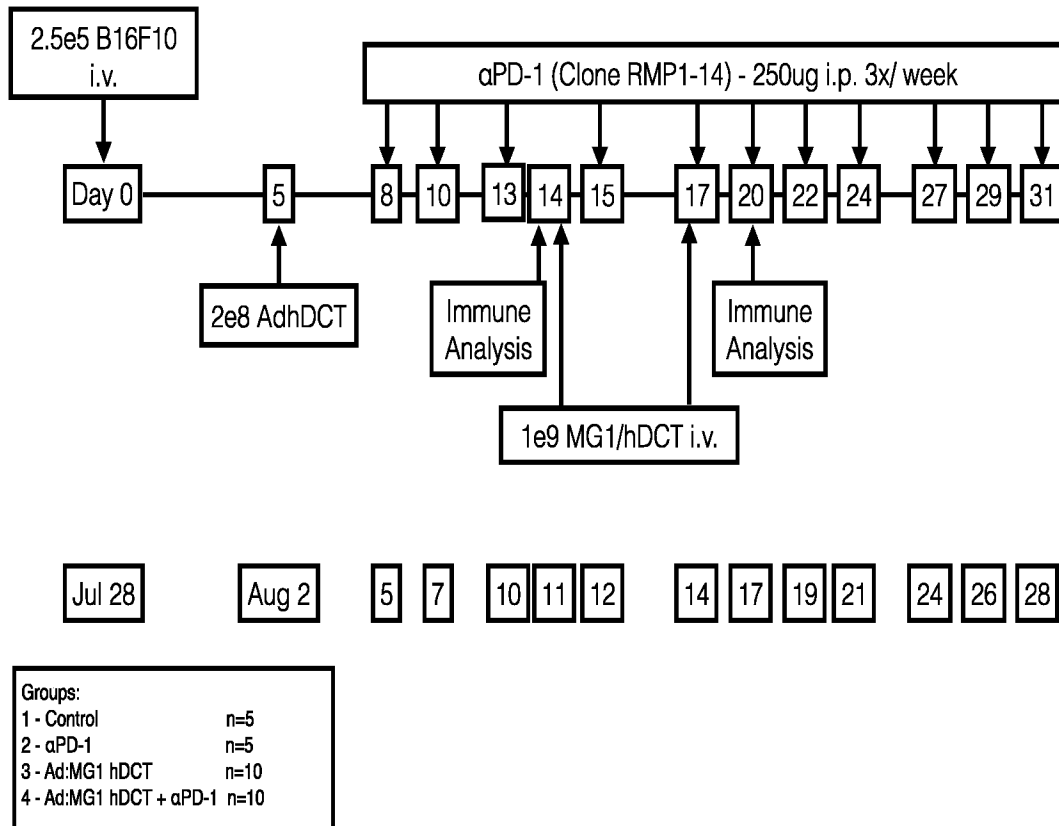 2.5e5 B16F10
i.v.
αPD-1 (Clone RMP1-14) - 250ug i.p. 3x/ week
Day 0
5
8
10
13
14
15
17
20
22
24
27
29
31
2e8 AdhDCT
Immune
Analysis
Immune
Analysis
1e9 MG1/hDCT i.v.
Jul 28
Aug 2
5
7
10
11
12
14
17
19
21
24
26
28
Groups:
1 - Control n=5
2 - αPD-1 n=5
3 - Ad:MG1 hDCT n=10
4 - Ad:MG1 hDCT + αPD-1 n=10